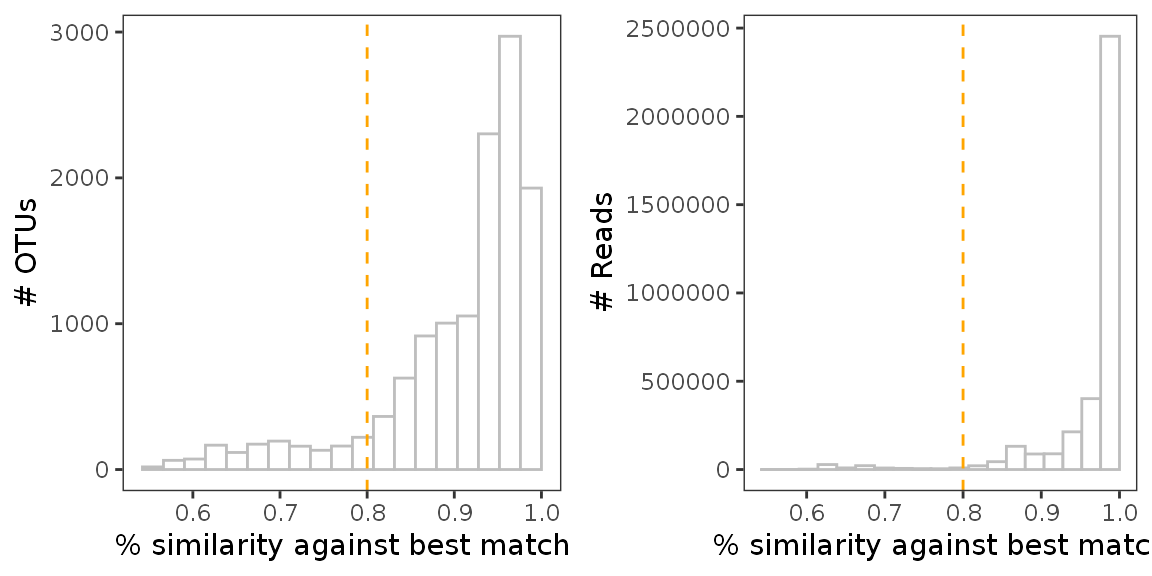 # OTUs
3000
2000
1000
0
0.6 0.7 0.8 0.9 1.0
% similarity against best match
# Reads
2500000
2000000
1500000
1000000
500000
0
0.6 0.7 0.8 0.9 1.0
% similarity against best matc